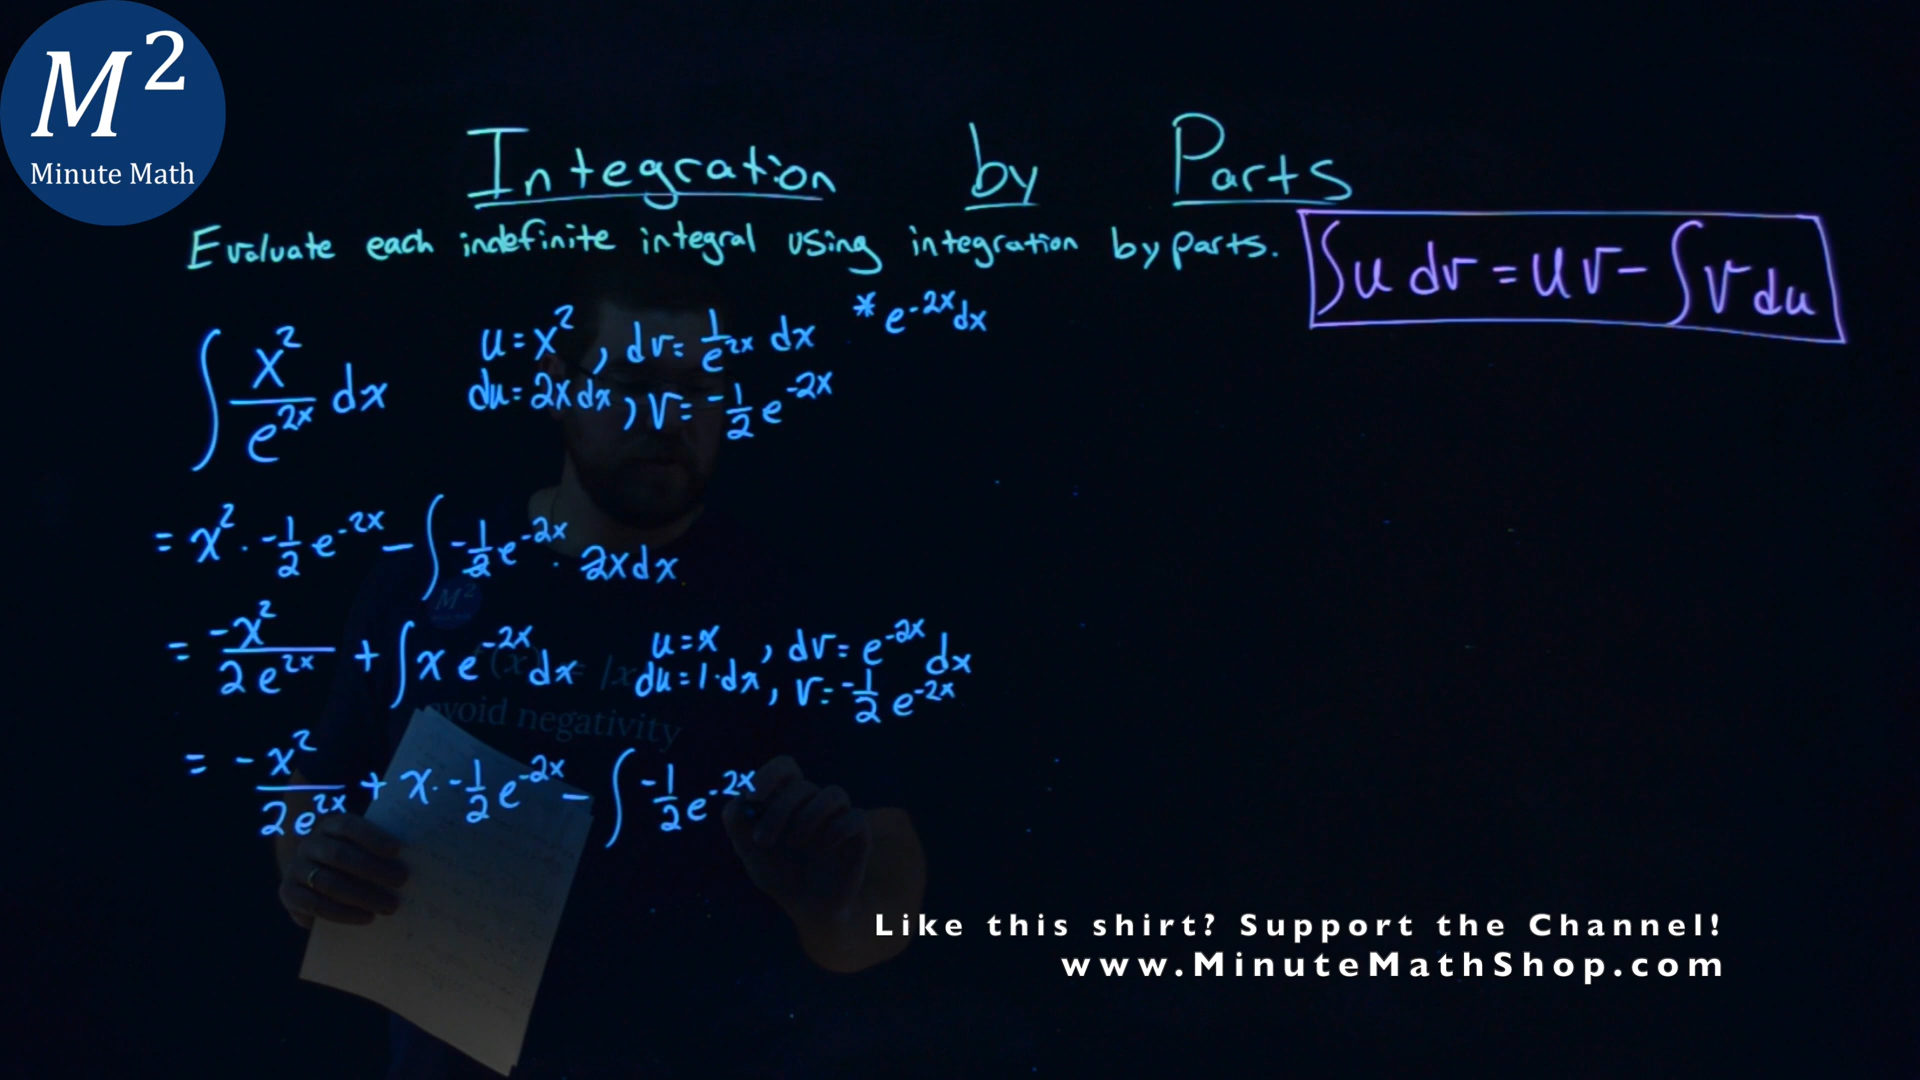 M²
Minute Math
Integration by Parts
Evaluate each indefinite integral using integration by parts.
∫u dv = uv − ∫v du
∫ x²/e^(2x) dx
u = x² , dv = 1/e^(2x) dx * e^(-2x) dx
du = 2x dx , v = -1/2 e^(-2x)
= x² · -1/2 e^(-2x) − ∫ -1/2 e^(-2x) · 2x dx
M²
= -x²/2e^(2x) + ∫ x e^(-2x) dx
u = x , dv = e^(-2x) dx
du = 1·dx , v = -1/2 e^(-2x)
avoid negativity
= -x²/2e^(2x) + x · -1/2 e^(-2x) − ∫ -1/2 e^(-2x)
Like this shirt? Support the Channel!
www.MinuteMathShop.com